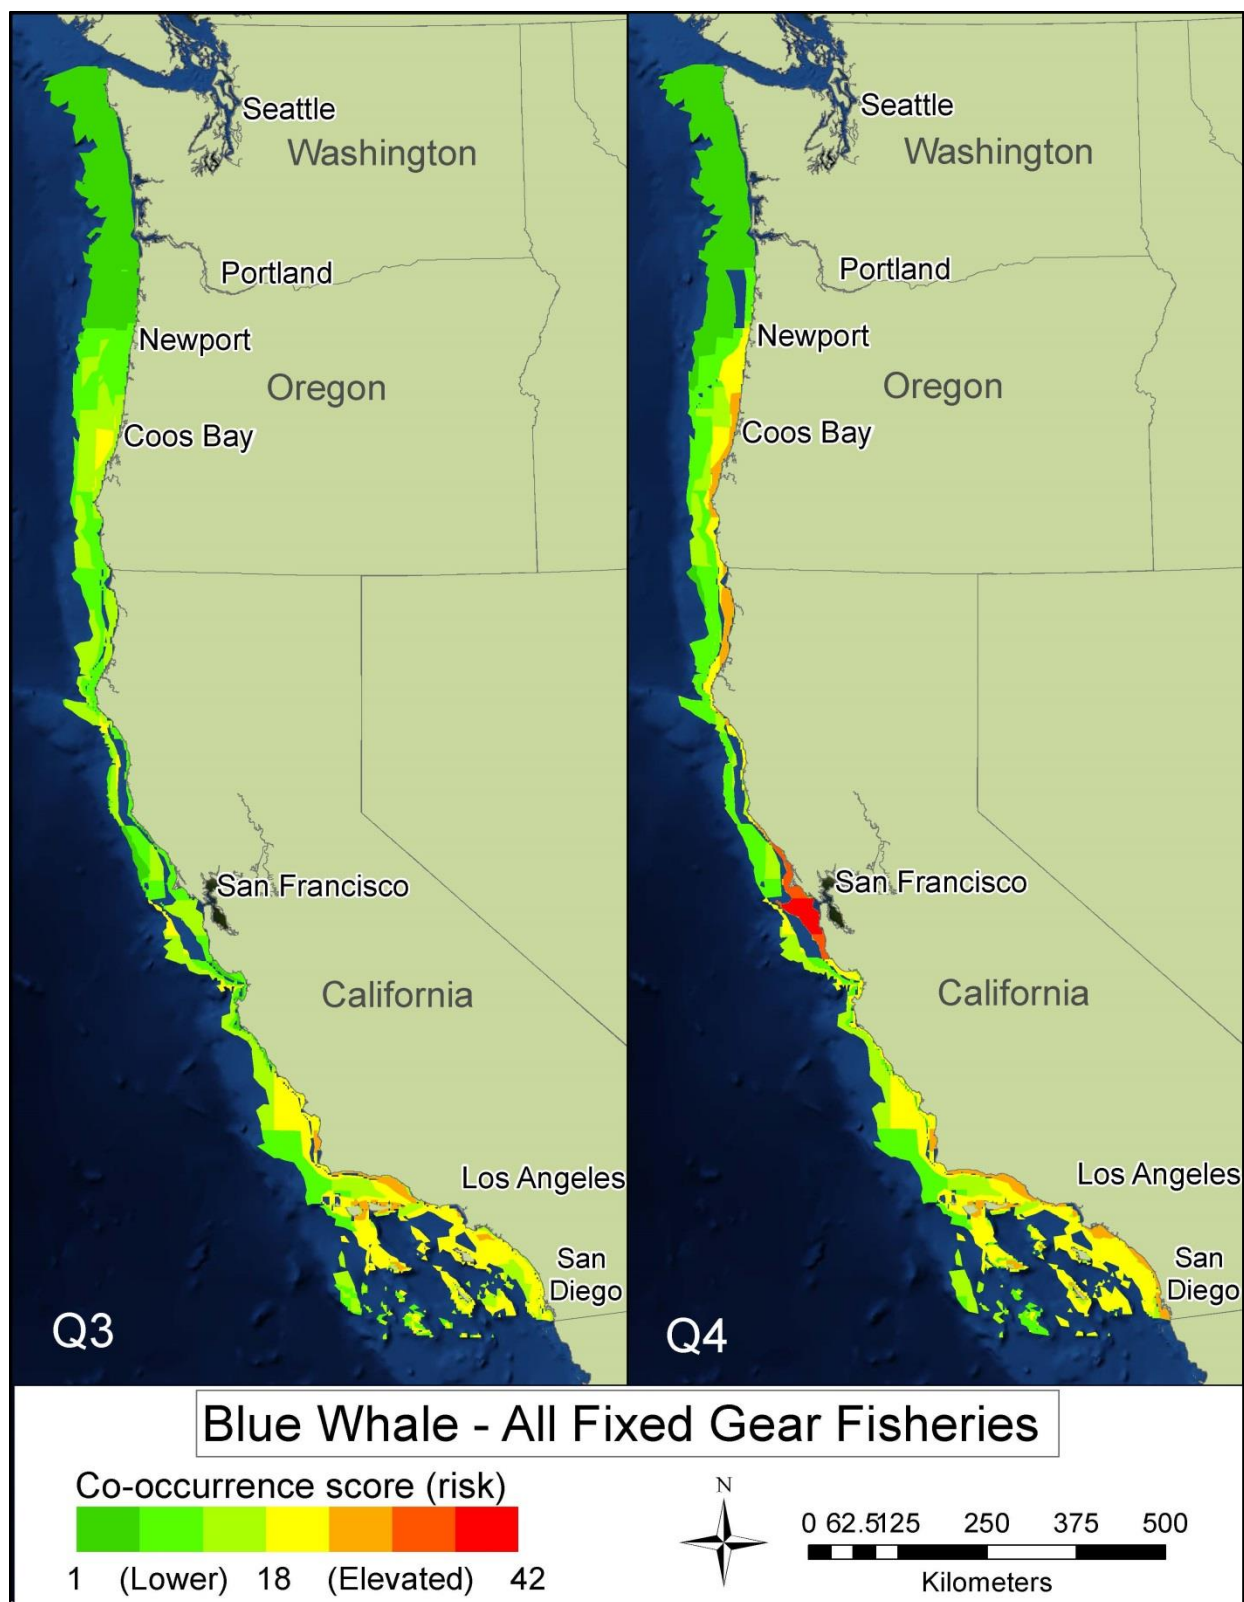 Seattle
Washington
Portland
Newport
Oregon
Coos Bay
San Francisco
California
Los Angeles
San
Diego
Q3
Seattle
Washington
Portland
Newport
Oregon
Coos Bay
San Francisco
California
Los Angeles
San
Diego
Q4
Blue Whale - All Fixed Gear Fisheries
Co-occurrence score (risk)
1 (Lower) 18 (Elevated) 42
N
0 62.5 125 250 375 500
Kilometers